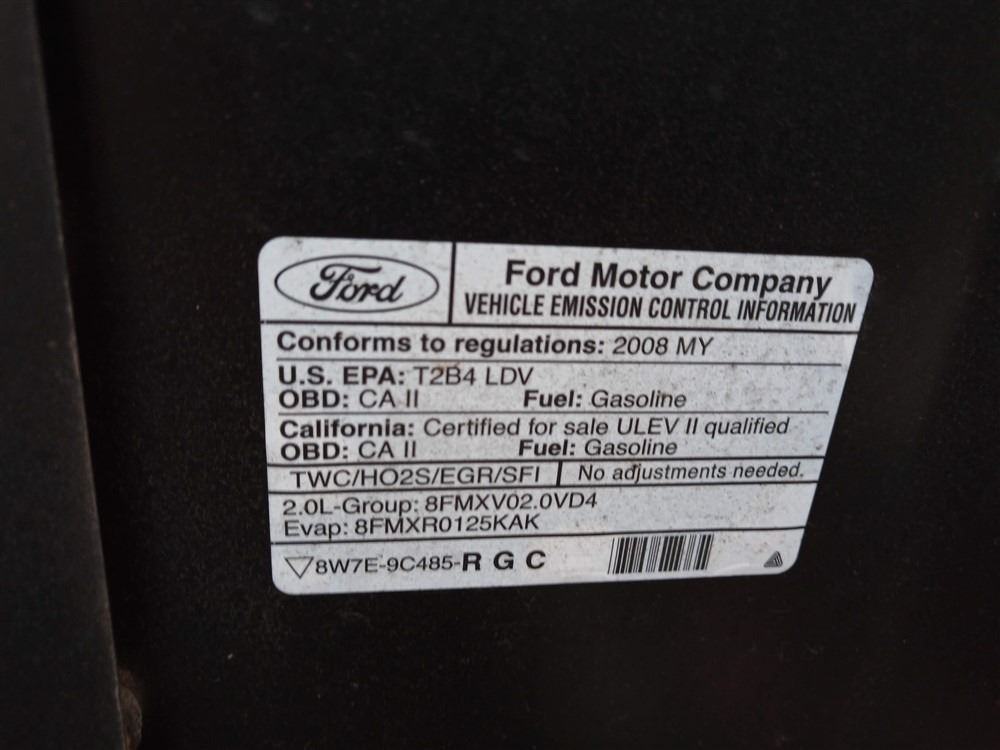 Ford
Ford Motor Company
VEHICLE EMISSION CONTROL INFORMATION
Conforms to regulations: 2008 MY
U.S. EPA: T2B4 LDV
OBD: CA II Fuel: Gasoline
California: Certified for sale ULEV II qualified
OBD: CA II Fuel: Gasoline
TWC/HO2S/EGR/SFI No adjustments needed.
2.0L-Group: 8FMXV02.0VD4
Evap: 8FMXR0125KAK
8W7E-9C485-R G C